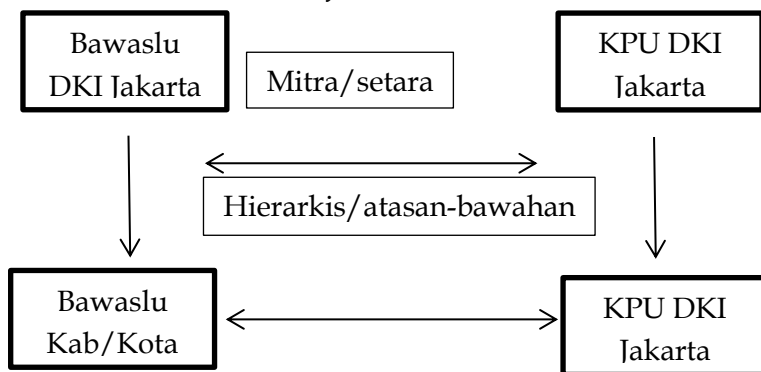 Bawaslu
DKI Jakarta
Mitra/setara
KPU DKI
Jakarta
Hierarkis/atasan-bawahan
Bawaslu
Kab/Kota
KPU DKI
Jakarta